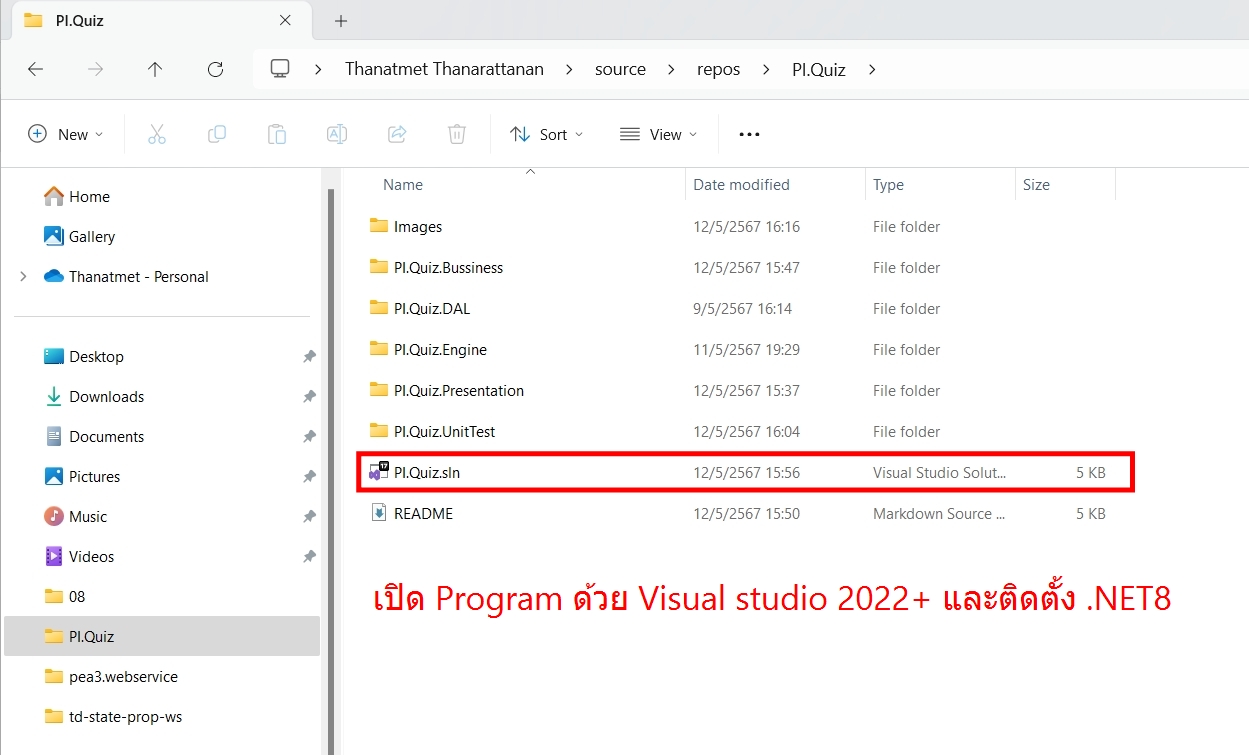 PI.Quiz
Thanatmet Thanarattanan > source > repos > PI.Quiz >
New Sort View
Name Date modified Type Size
Home
Gallery
Thanatmet - Personal
Desktop
Downloads
Documents
Pictures
Music
Videos
08
PI.Quiz
pea3.webservice
td-state-prop-ws
Images 12/5/2567 16:16 File folder
PI.Quiz.Bussiness 12/5/2567 15:47 File folder
PI.Quiz.DAL 9/5/2567 16:14 File folder
PI.Quiz.Engine 11/5/2567 19:29 File folder
PI.Quiz.Presentation 12/5/2567 15:37 File folder
PI.Quiz.UnitTest 12/5/2567 16:04 File folder
17
PI.Quiz.sln 12/5/2567 15:56 Visual Studio Solut... 5 KB
README 12/5/2567 15:50 Markdown Source ... 5 KB
เปิด Program ด้วย Visual studio 2022+ และติดตั้ง .NET8